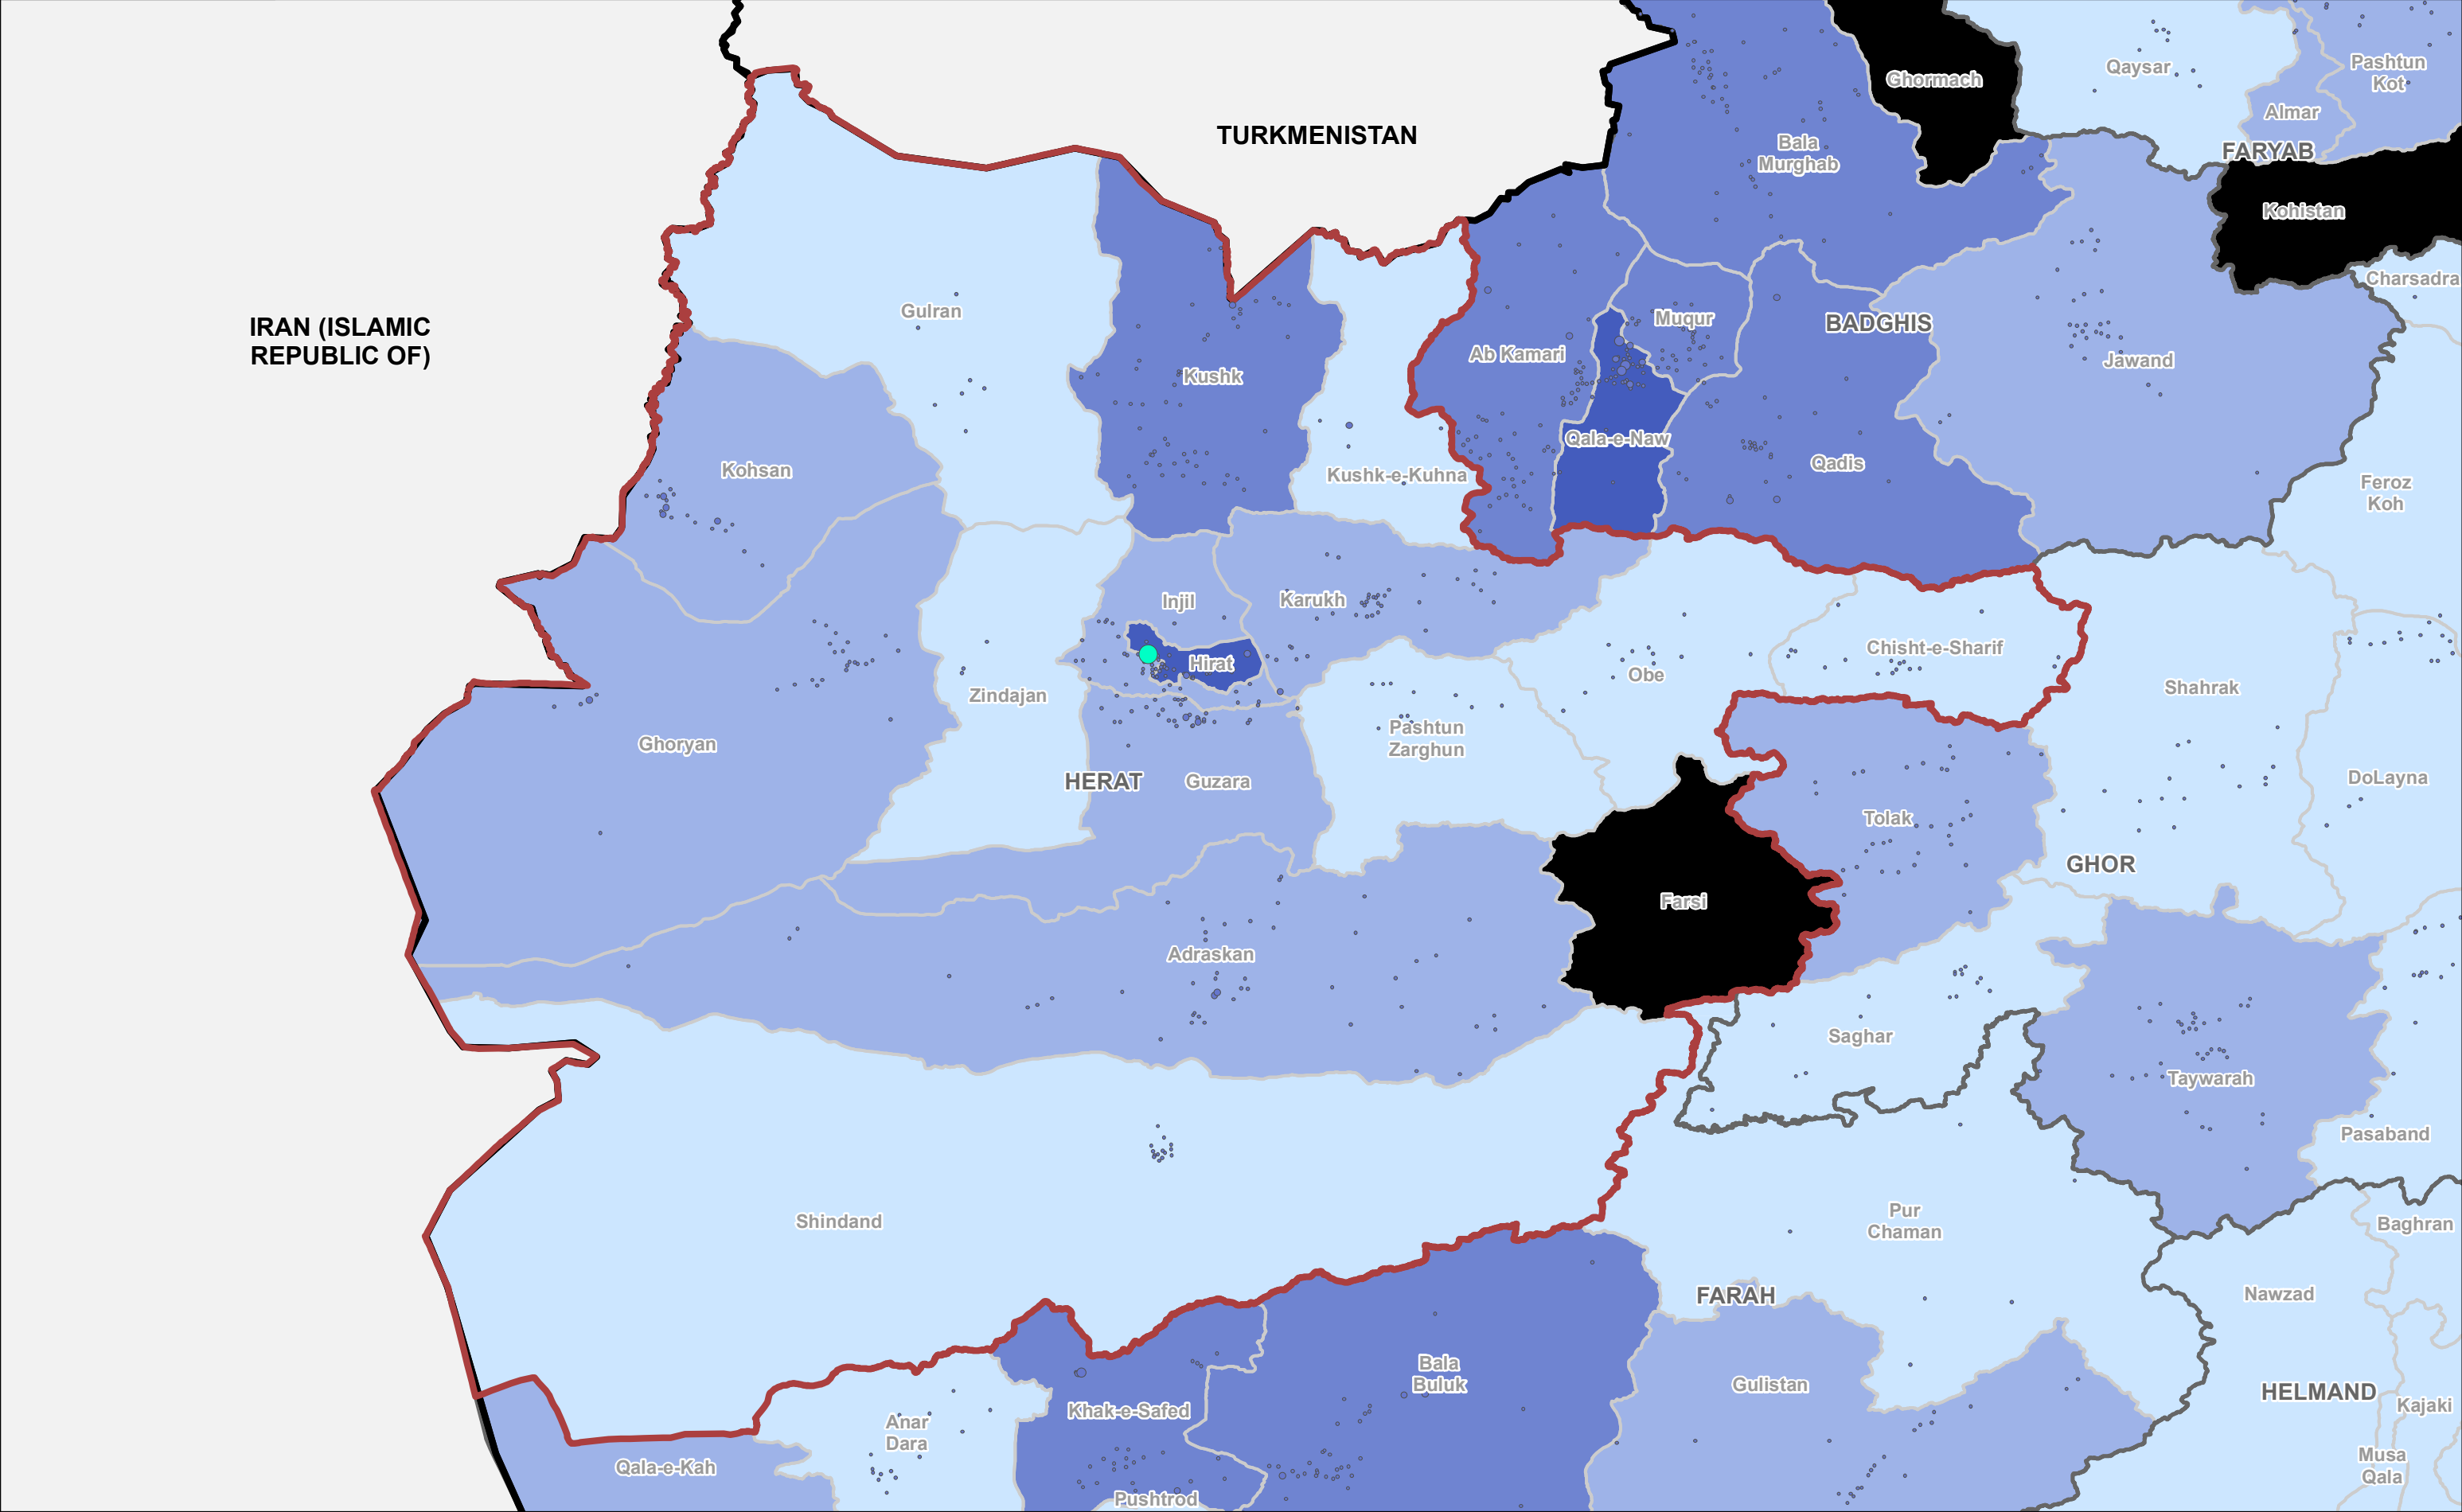 Ghormach
Qaysar
Pashtun
Kot
Almar
TURKMENISTAN
Bala
Murghab
FARYAB
Kohistan
Charsadra
IRAN (ISLAMIC
REPUBLIC OF)
Gulran
Kushk
Ab Kamari
Muqur
BADGHIS
Jawand
Kohsan
Kushk-e-Kuhna
Qala-e-Naw
Qadis
Feroz
Koh
Injil
Karukh
Hirat
Zindajan
Obe
Chisht-e-Sharif
Shahrak
Ghoryan
HERAT
Guzara
Pashtun
Zarghun
DoLayna
Tolak
GHOR
Farsi
Adraskan
Saghar
Taywarah
Pasaband
Shindand
Pur
Chaman
Baghran
FARAH
Nawzad
Bala
Buluk
Gulistan
HELMAND
Khak-e-Safed
Anar
Dara
Kajaki
Qala-e-Kah
Musa
Qala
Pushtrod